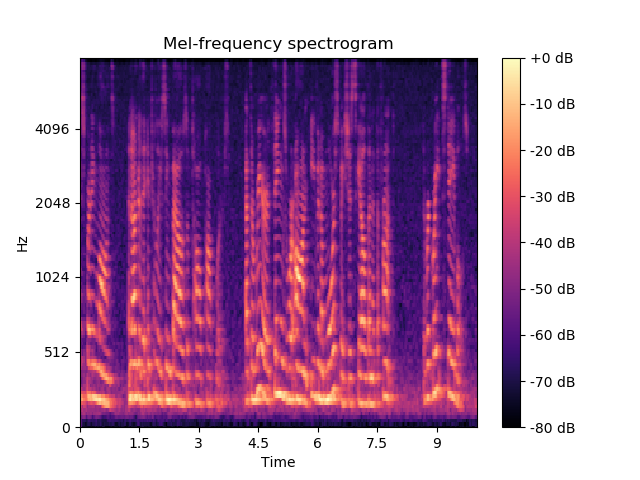 Mel-frequency spectrogram
+0 dB
-10 dB
-20 dB
-30 dB
-40 dB
-50 dB
-60 dB
-70 dB
-80 dB
Hz
4096
2048
1024
512
0
0 1.5 3 4.5 6 7.5 9
Time